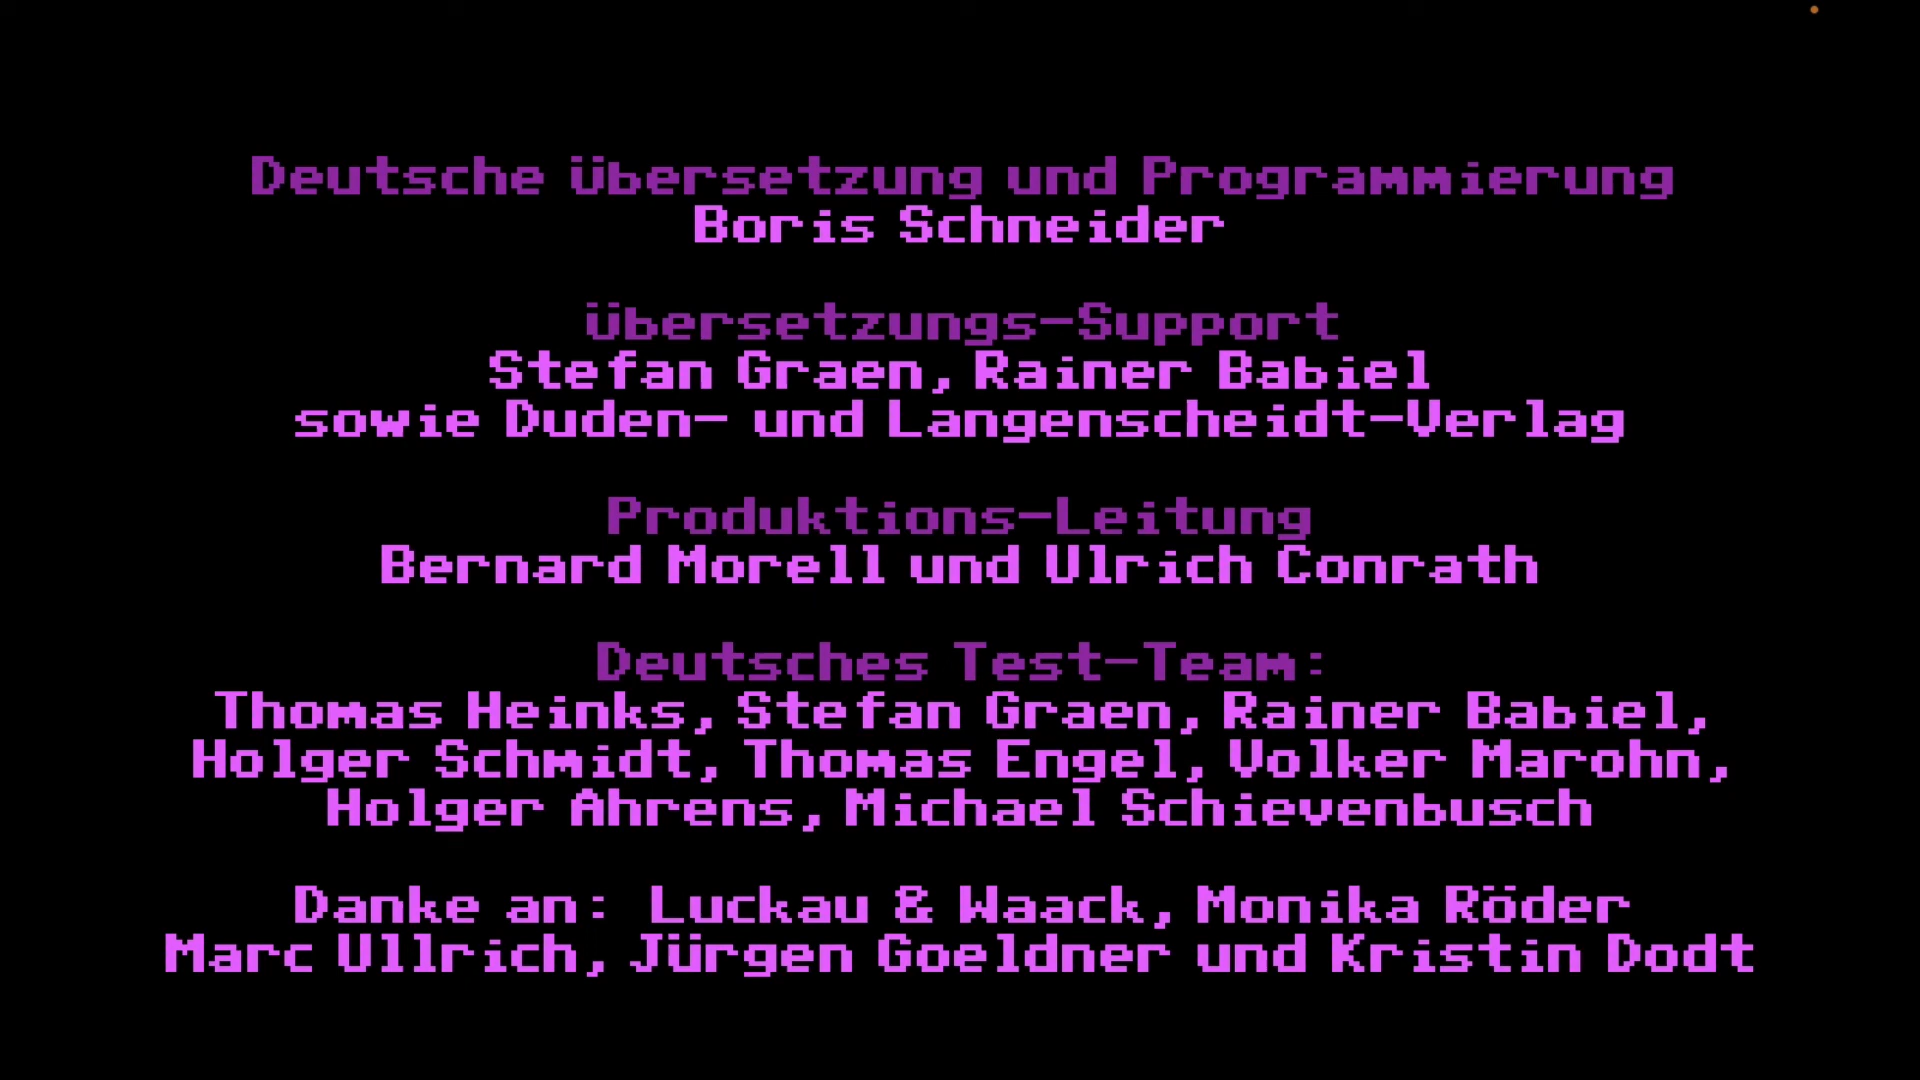 Deutsche übersetzung und Programmierung
Boris Schneider
übersetzungs-Support
Stefan Graen, Rainer Babiel
sowie Duden- und Langenscheidt-Verlag
Produktions-Leitung
Bernard Morell und Ulrich Conrath
Deutsches Test-Team:
Thomas Heinks, Stefan Graen, Rainer Babiel,
Holger Schmidt, Thomas Engel, Volker Marohn,
Holger Ahrens, Michael Schievenbusch
Danke an: Luckau & Waack, Monika Röder
Marc Ullrich, Jürgen Goeldner und Kristin Dodt